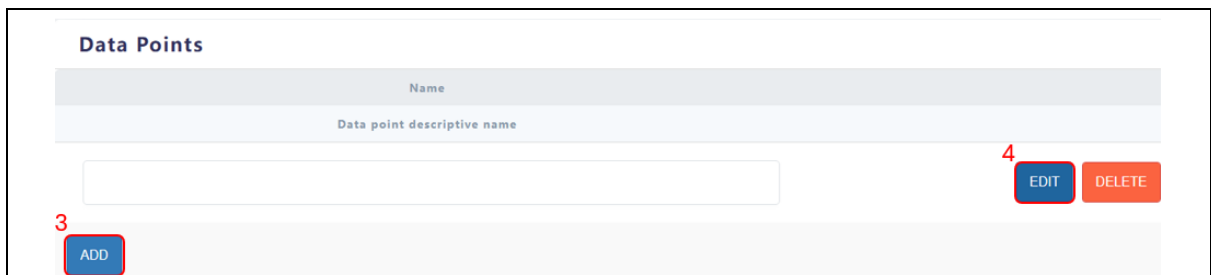 Data Points
Name
Data point descriptive name
4
EDIT DELETE
3
ADD